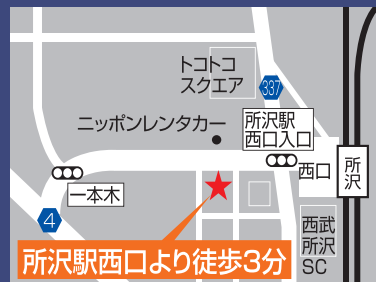 トコトコ
スクエア
337
ニッポンレンタカー
所沢駅
西口入口
西口
所沢
一本木
4
西武
所沢
SC
所沢駅西口より徒歩3分